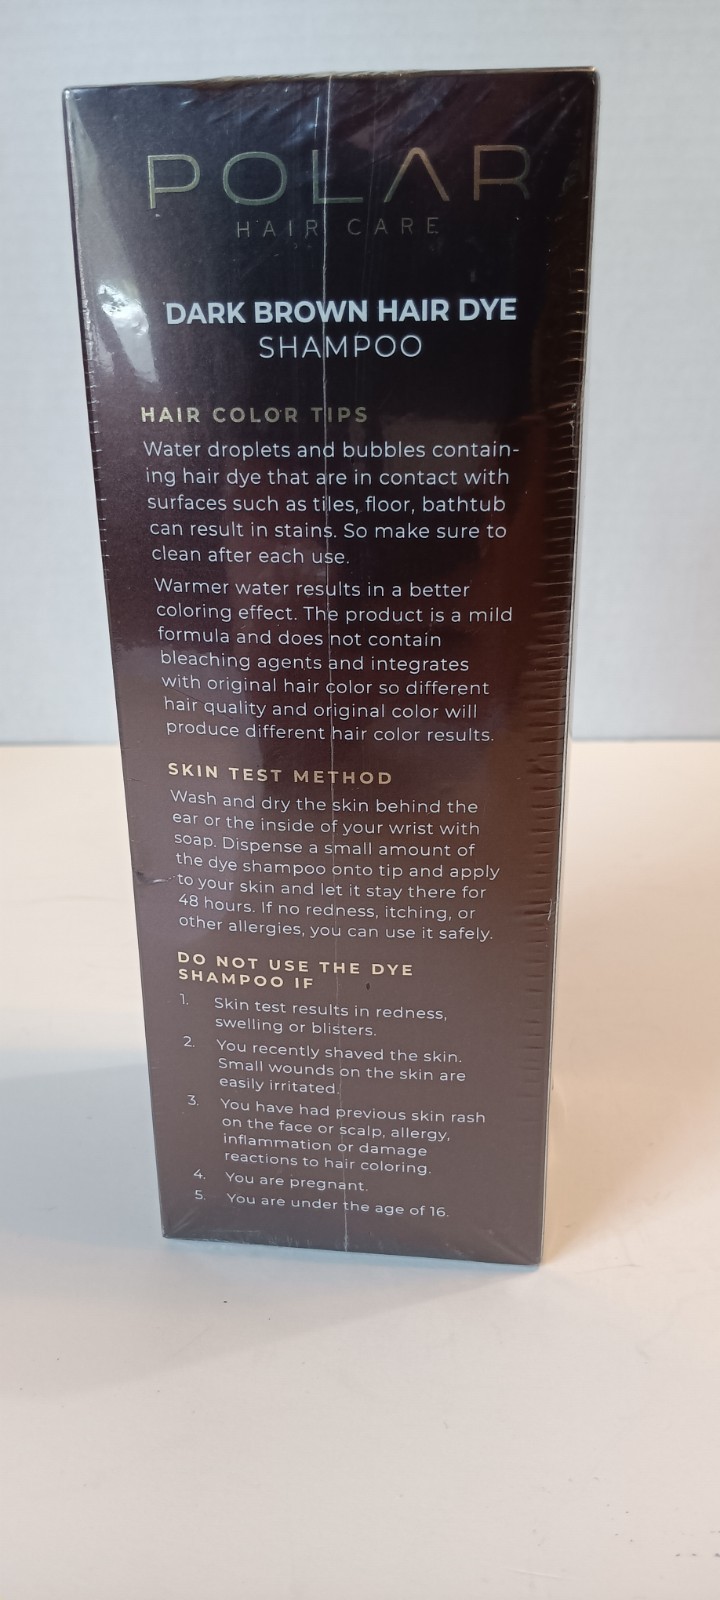 POLAR
HAIR CARE
DARK BROWN HAIR DYE
SHAMPOO
HAIR COLOR TIPS
Water droplets and bubbles contain-
ing hair dye that are in contact with
surfaces such as tiles, floor, bathtub
can result in stains. So make sure to
clean after each use.
Warmer water results in a better
coloring effect. The product is a mild
formula and does not contain
bleaching agents and integrates
with original hair color so different
hair quality and original color will
produce different hair color results.
SKIN TEST METHOD
Wash and dry the skin behind the
ear or the inside of your wrist with
soap. Dispense a small amount of
the dye shampoo onto tip and apply
to your skin and let it stay there for
48 hours. If no redness, itching, or
other allergies, you can use it safely.
DO NOT USE THE DYE
SHAMPOO IF
1. Skin test results in redness,
swelling or blisters.
2. You recently shaved the skin.
Small wounds on the skin are
easily irritated.
3. You have had previous skin rash
on the face or scalp, allergy,
inflammation or damage
reactions to hair coloring.
4. You are pregnant.
5. You are under the age of 16.